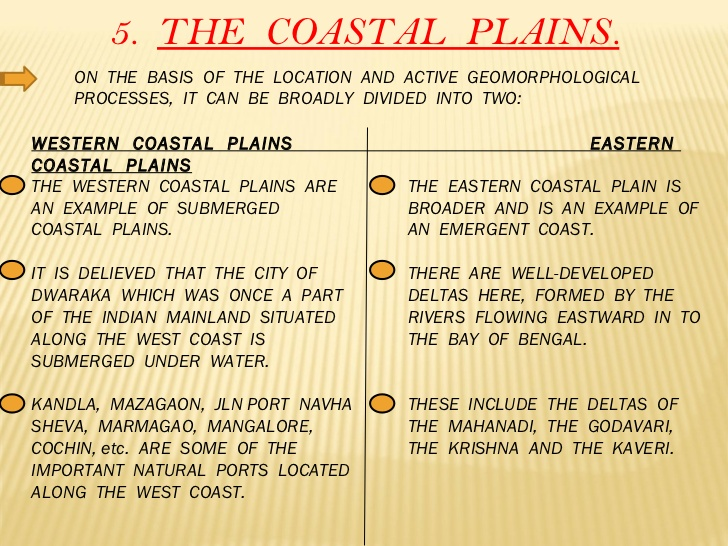 5. THE COASTAL PLAINS.
ON THE BASIS OF THE LOCATION AND ACTIVE GEOMORPHOLOGICAL
PROCESSES, IT CAN BE BROADLY DIVIDED INTO TWO:
WESTERN COASTAL PLAINS EASTERN
COASTAL PLAINS
THE WESTERN COASTAL PLAINS ARE
AN EXAMPLE OF SUBMERGED
COASTAL PLAINS.
IT IS DELIEVED THAT THE CITY OF
DWARAKA WHICH WAS ONCE A PART
OF THE INDIAN MAINLAND SITUATED
ALONG THE WEST COAST IS
SUBMERGED UNDER WATER.
KANDLA, MAZAGAON, JLN PORT NAVHA
SHEVA, MARMAGAO, MANGALORE,
COCHIN, etc. ARE SOME OF THE
IMPORTANT NATURAL PORTS LOCATED
ALONG THE WEST COAST.
THE EASTERN COASTAL PLAIN IS
BROADER AND IS AN EXAMPLE OF
AN EMERGENT COAST.
THERE ARE WELL-DEVELOPED
DELTAS HERE, FORMED BY THE
RIVERS FLOWING EASTWARD IN TO
THE BAY OF BENGAL.
THESE INCLUDE THE DELTAS OF
THE MAHANADI, THE GODAVARI,
THE KRISHNA AND THE KAVERI.